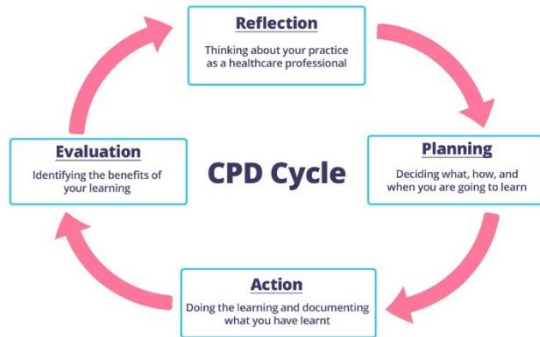 Reflection
Thinking about your practice
as a healthcare professional
Planning
Deciding what, how, and
when you are going to learn
Action
Doing the learning and documenting
what you have learnt
Evaluation
Identifying the benefits of
your learning
CPD Cycle